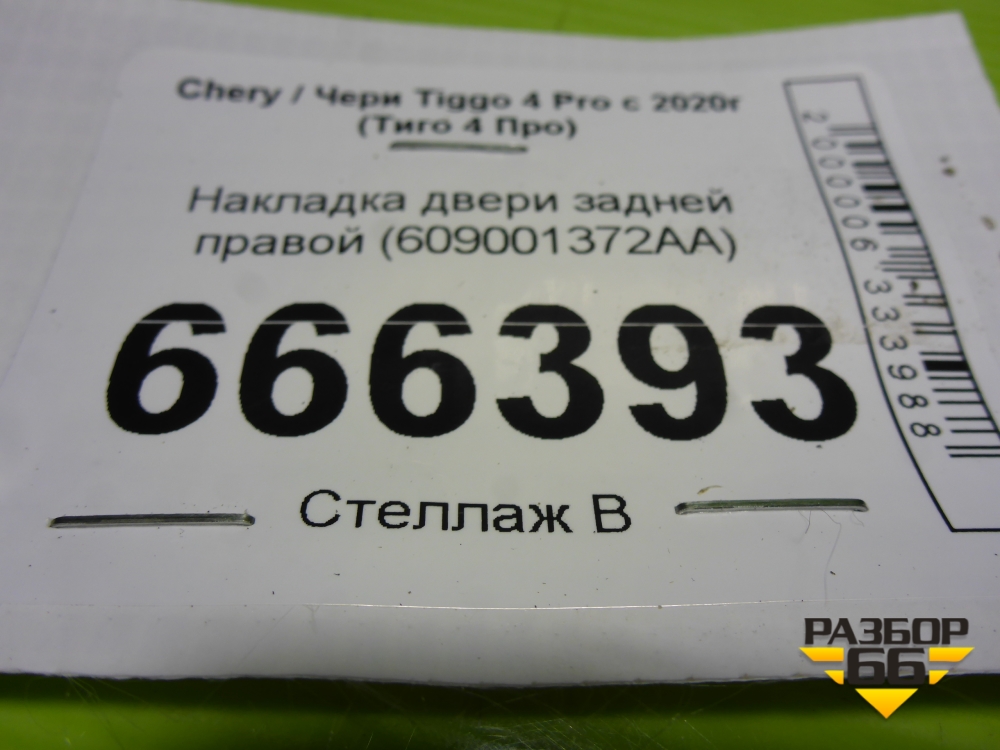 Chery / Чери Tiggo 4 Pro с 2020г
(Тиго 4 Про)
Накладка двери задней
правой (609001372AA)
666393
Стеллаж В
2000006333988
РАЗБОР
66